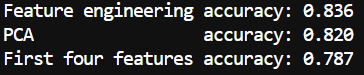 Feature engineering accuracy: 0.836
PCA                 accuracy: 0.820
First four features accuracy: 0.787